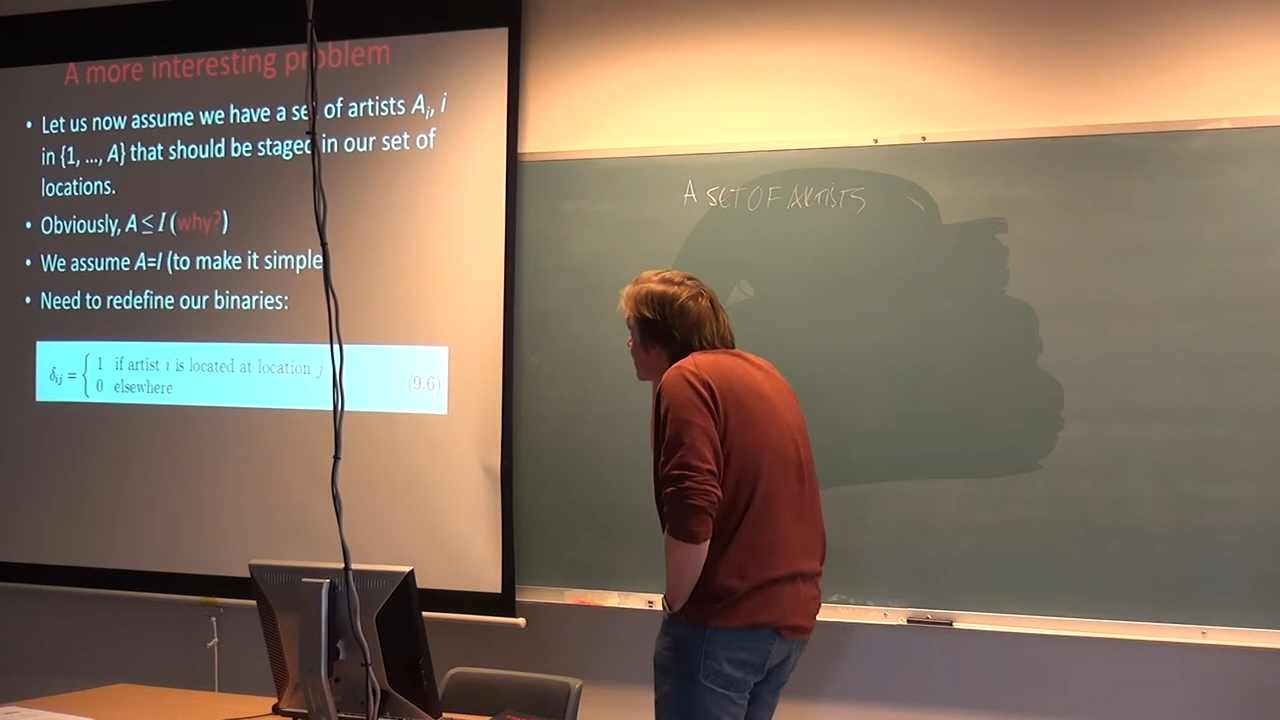 A more interesting problem
• Let us now assume we have a set of artists Aᵢ, i
in {1, ..., A} that should be staged in our set of
locations.
• Obviously, A ≤ I (why?)
• We assume A=I (to make it simple
• Need to redefine our binaries:
δᵢⱼ = { 1 if artist i is located at location j
0 elsewhere
(9.6)
A SET OF ARTISTS